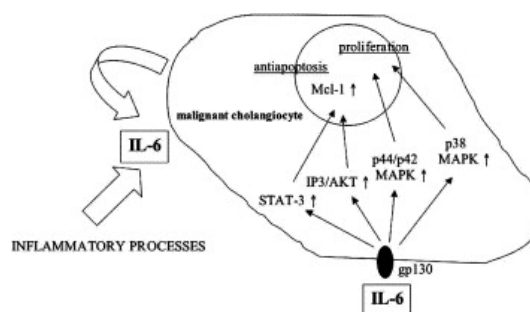 proliferation
antiapoptosis
Mcl-1 ↑
malignant cholangiocyte
IL-6
p38
MAPK ↑
p44/p42
MAPK ↑
IP3/AKT ↑
STAT-3 ↑
INFLAMMATORY PROCESSES
gp130
IL-6